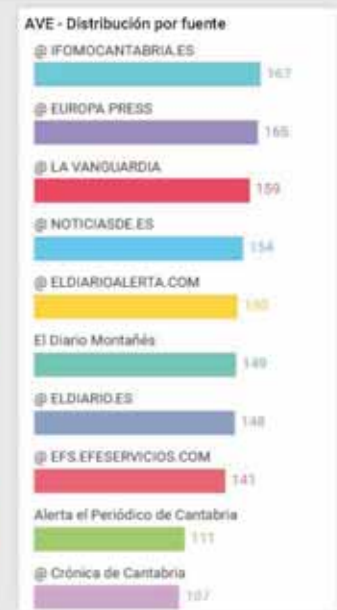 AVE - Distribución por fuente
@ IFOMOCANTABRIA.ES
167
@ EUROPA PRESS
165
@ LA VANGUARDIA
159
@ NOTICIASDE.ES
154
@ ELDIARIOALERTA.COM
150
El Diario Montañés
149
@ ELDIARIO.ES
148
@ EFS.EFESERVICIOS.COM
141
Alerta el Periódico de Cantabria
111
@ Crónica de Cantabria
107